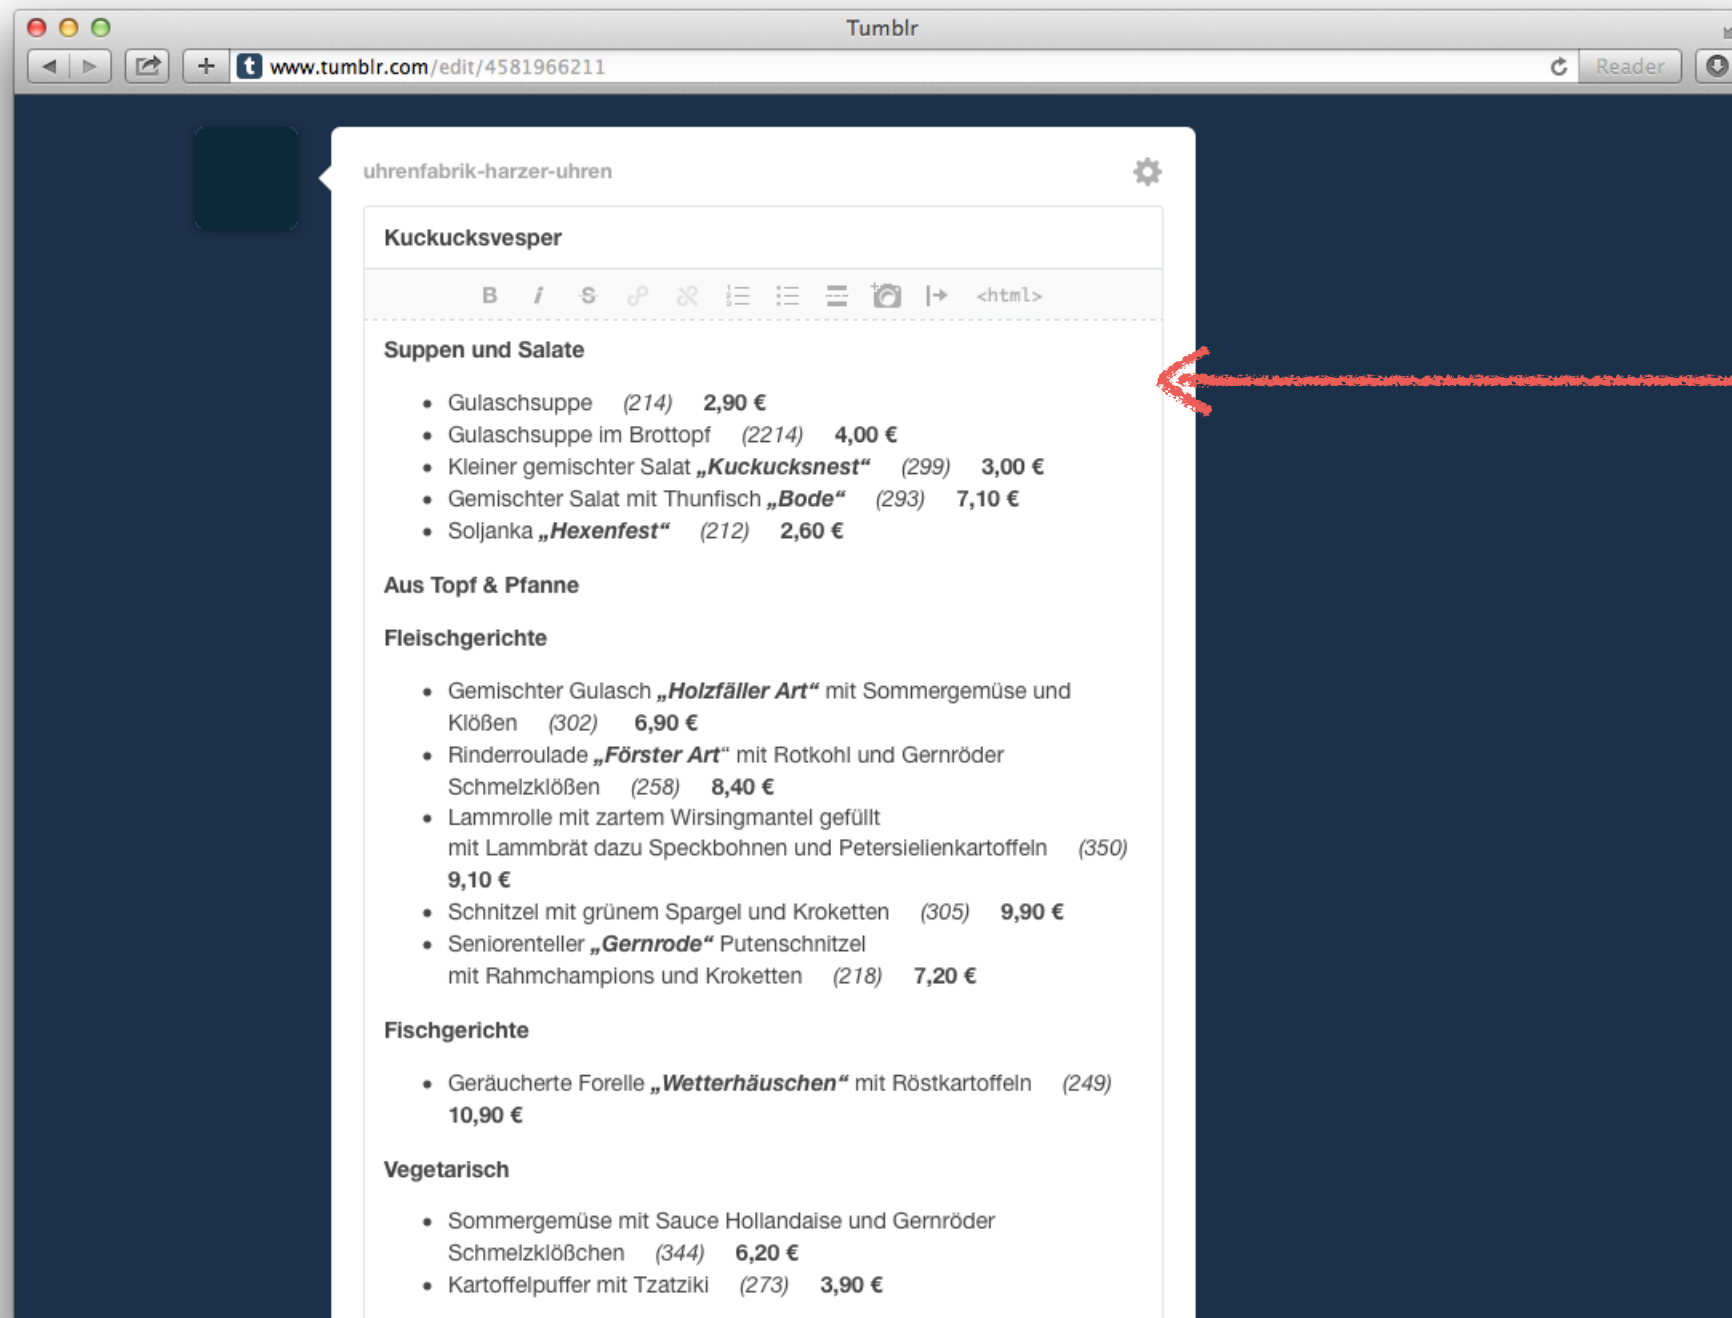 Tumblr
www.tumblr.com/edit/4581966211
Reader
uhrenfabrik-harzer-uhren
Kuckucksvesper
B i S <html>
Suppen und Salate
Gulaschsuppe (214) 2,90 €
Gulaschsuppe im Brottopf (2214) 4,00 €
Kleiner gemischter Salat „Kuckucksnest“ (299) 3,00 €
Gemischter Salat mit Thunfisch „Bode“ (293) 7,10 €
Soljanka „Hexenfest“ (212) 2,60 €
Aus Topf & Pfanne
Fleischgerichte
Gemischter Gulasch „Holzfäller Art“ mit Sommergemüse und
Klößen (302) 6,90 €
Rinderroulade „Förster Art“ mit Rotkohl und Gernröder
Schmelzklößen (258) 8,40 €
Lammrolle mit zartem Wirsingmantel gefüllt
mit Lammbrät dazu Speckbohnen und Petersielienkartoffeln (350)
9,10 €
Schnitzel mit grünem Spargel und Kroketten (305) 9,90 €
Seniorenteller „Gernrode“ Putenschnitzel
mit Rahmchampions und Kroketten (218) 7,20 €
Fischgerichte
Geräucherte Forelle „Wetterhäuschen“ mit Röstkartoffeln (249)
10,90 €
Vegetarisch
Sommergemüse mit Sauce Hollandaise und Gernröder
Schmelzklößchen (344) 6,20 €
Kartoffelpuffer mit Tzatziki (273) 3,90 €